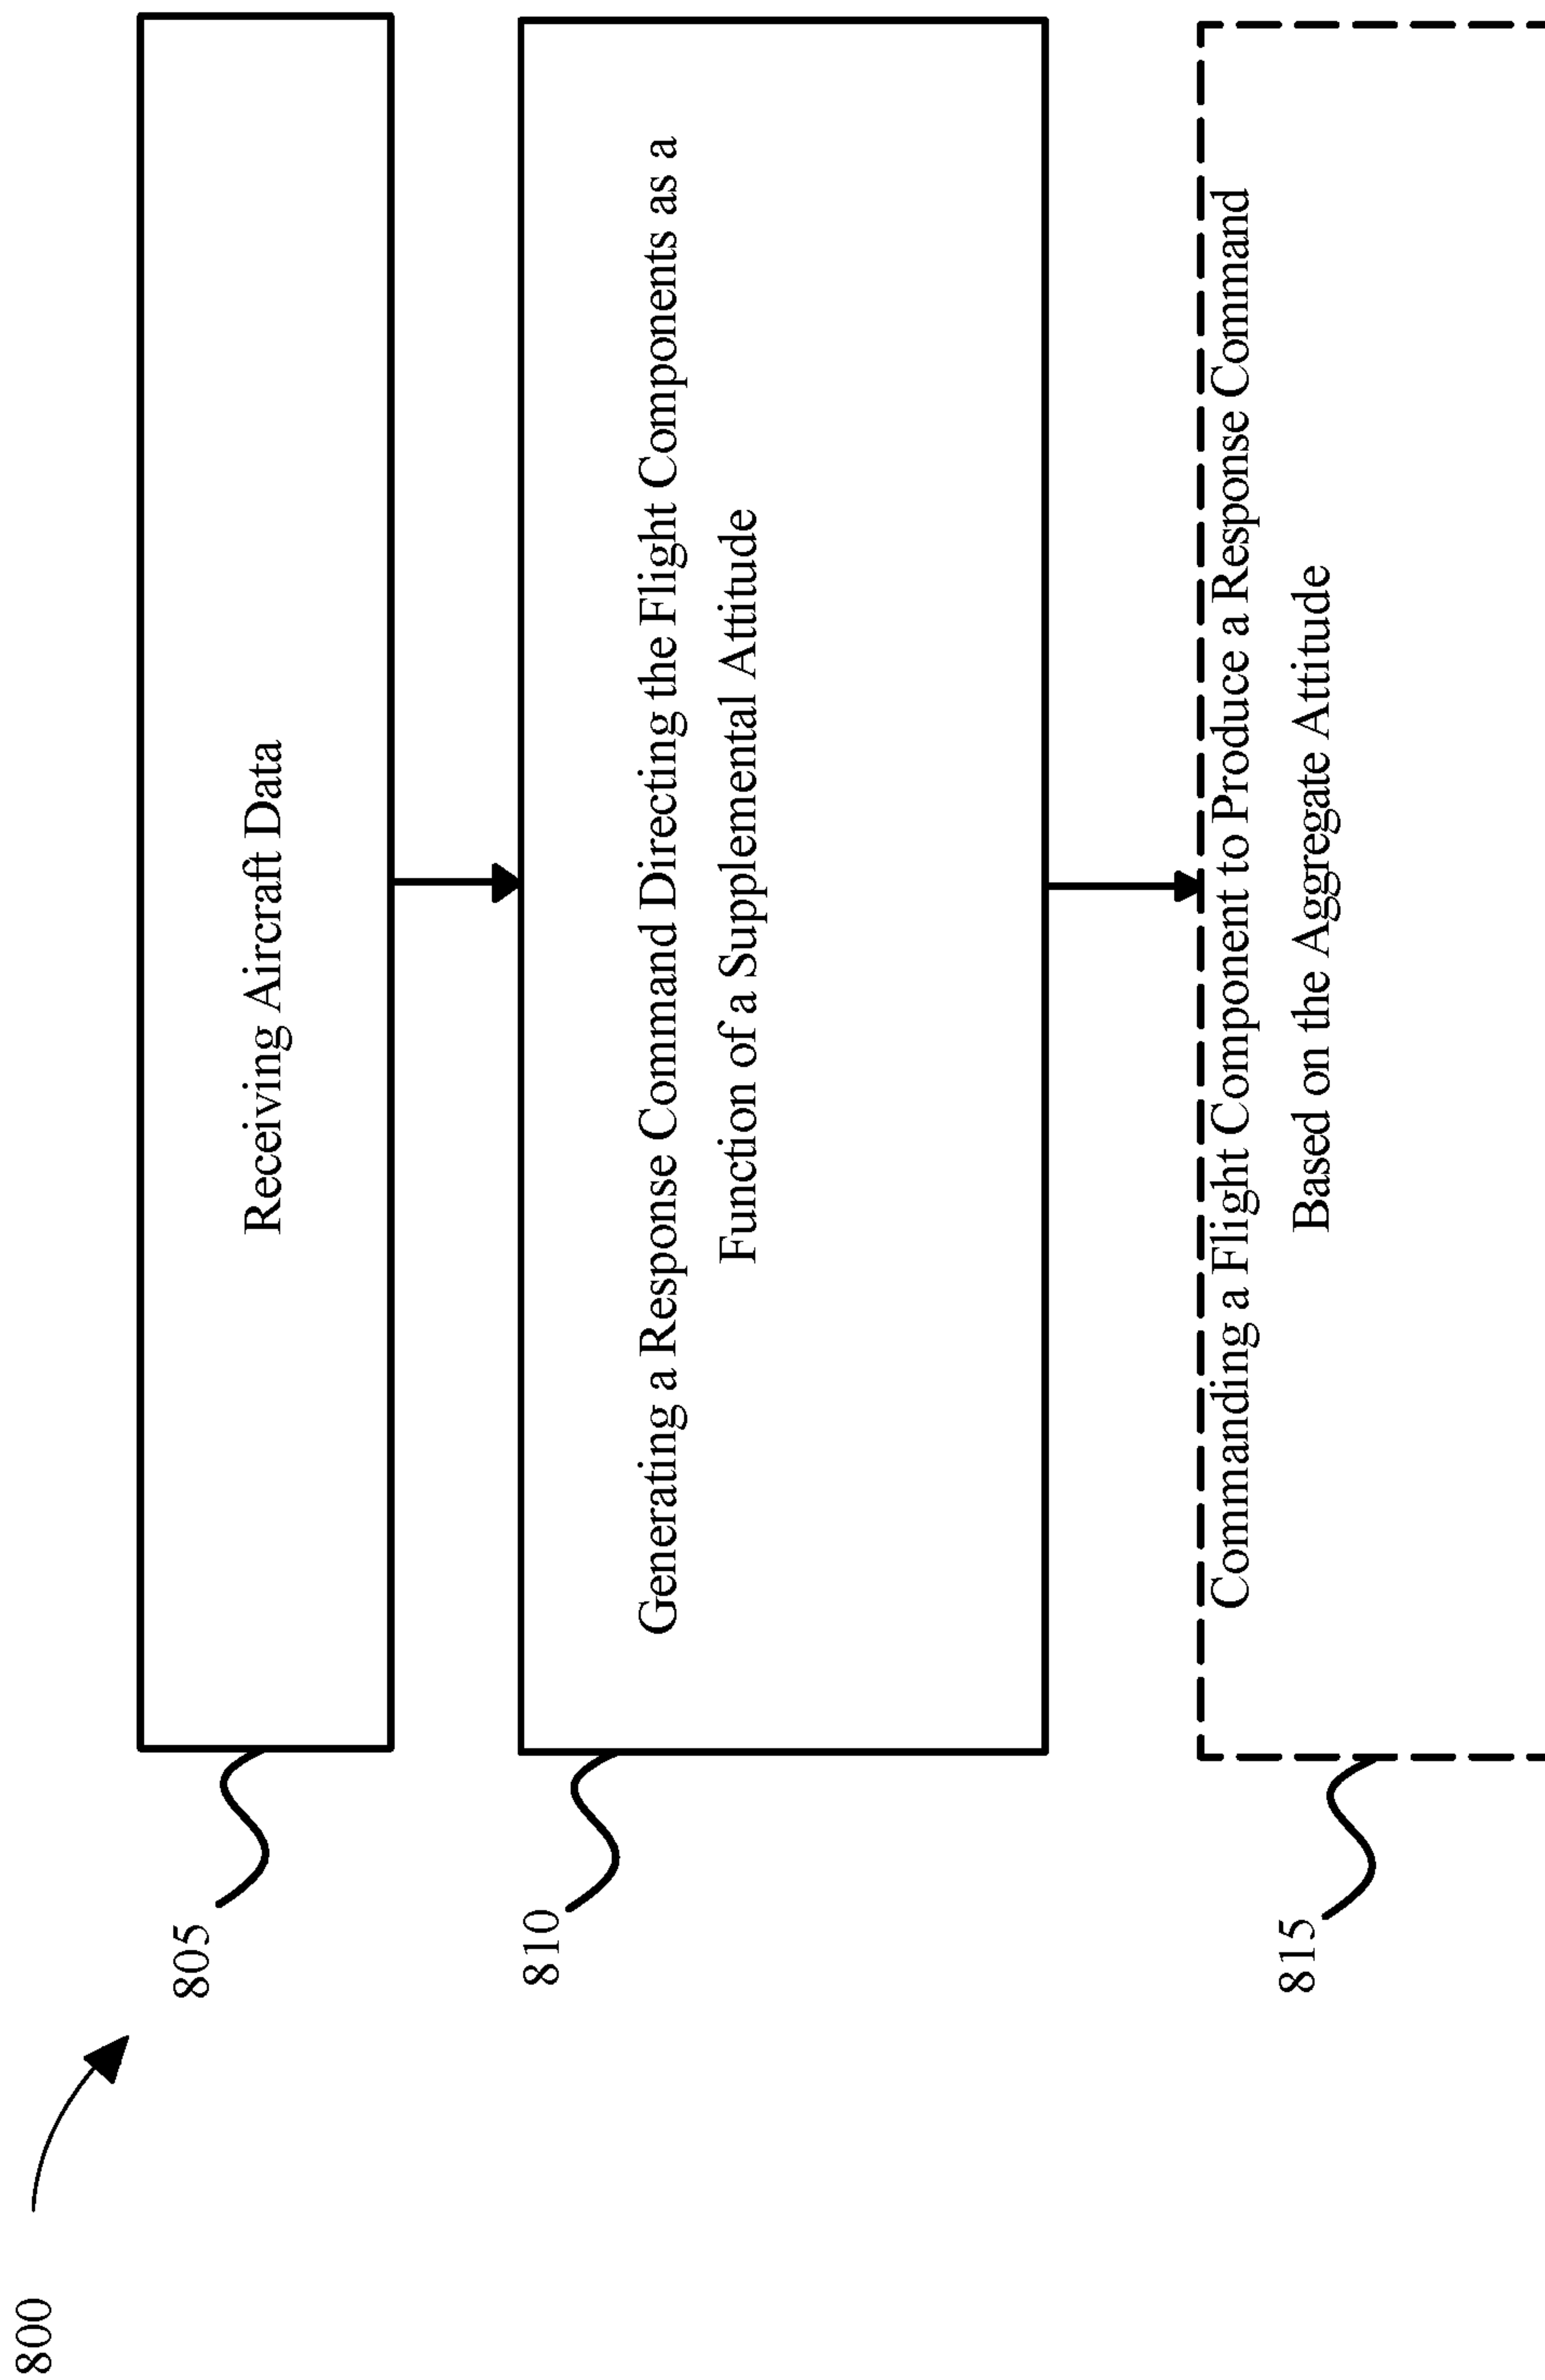 800
805
Receiving Aircraft Data
810
Generating a Response Command Directing the Flight Components as a
Function of a Supplemental Attitude
815
Commanding a Flight Component to Produce a Response Command
Based on the Aggregate Attitude